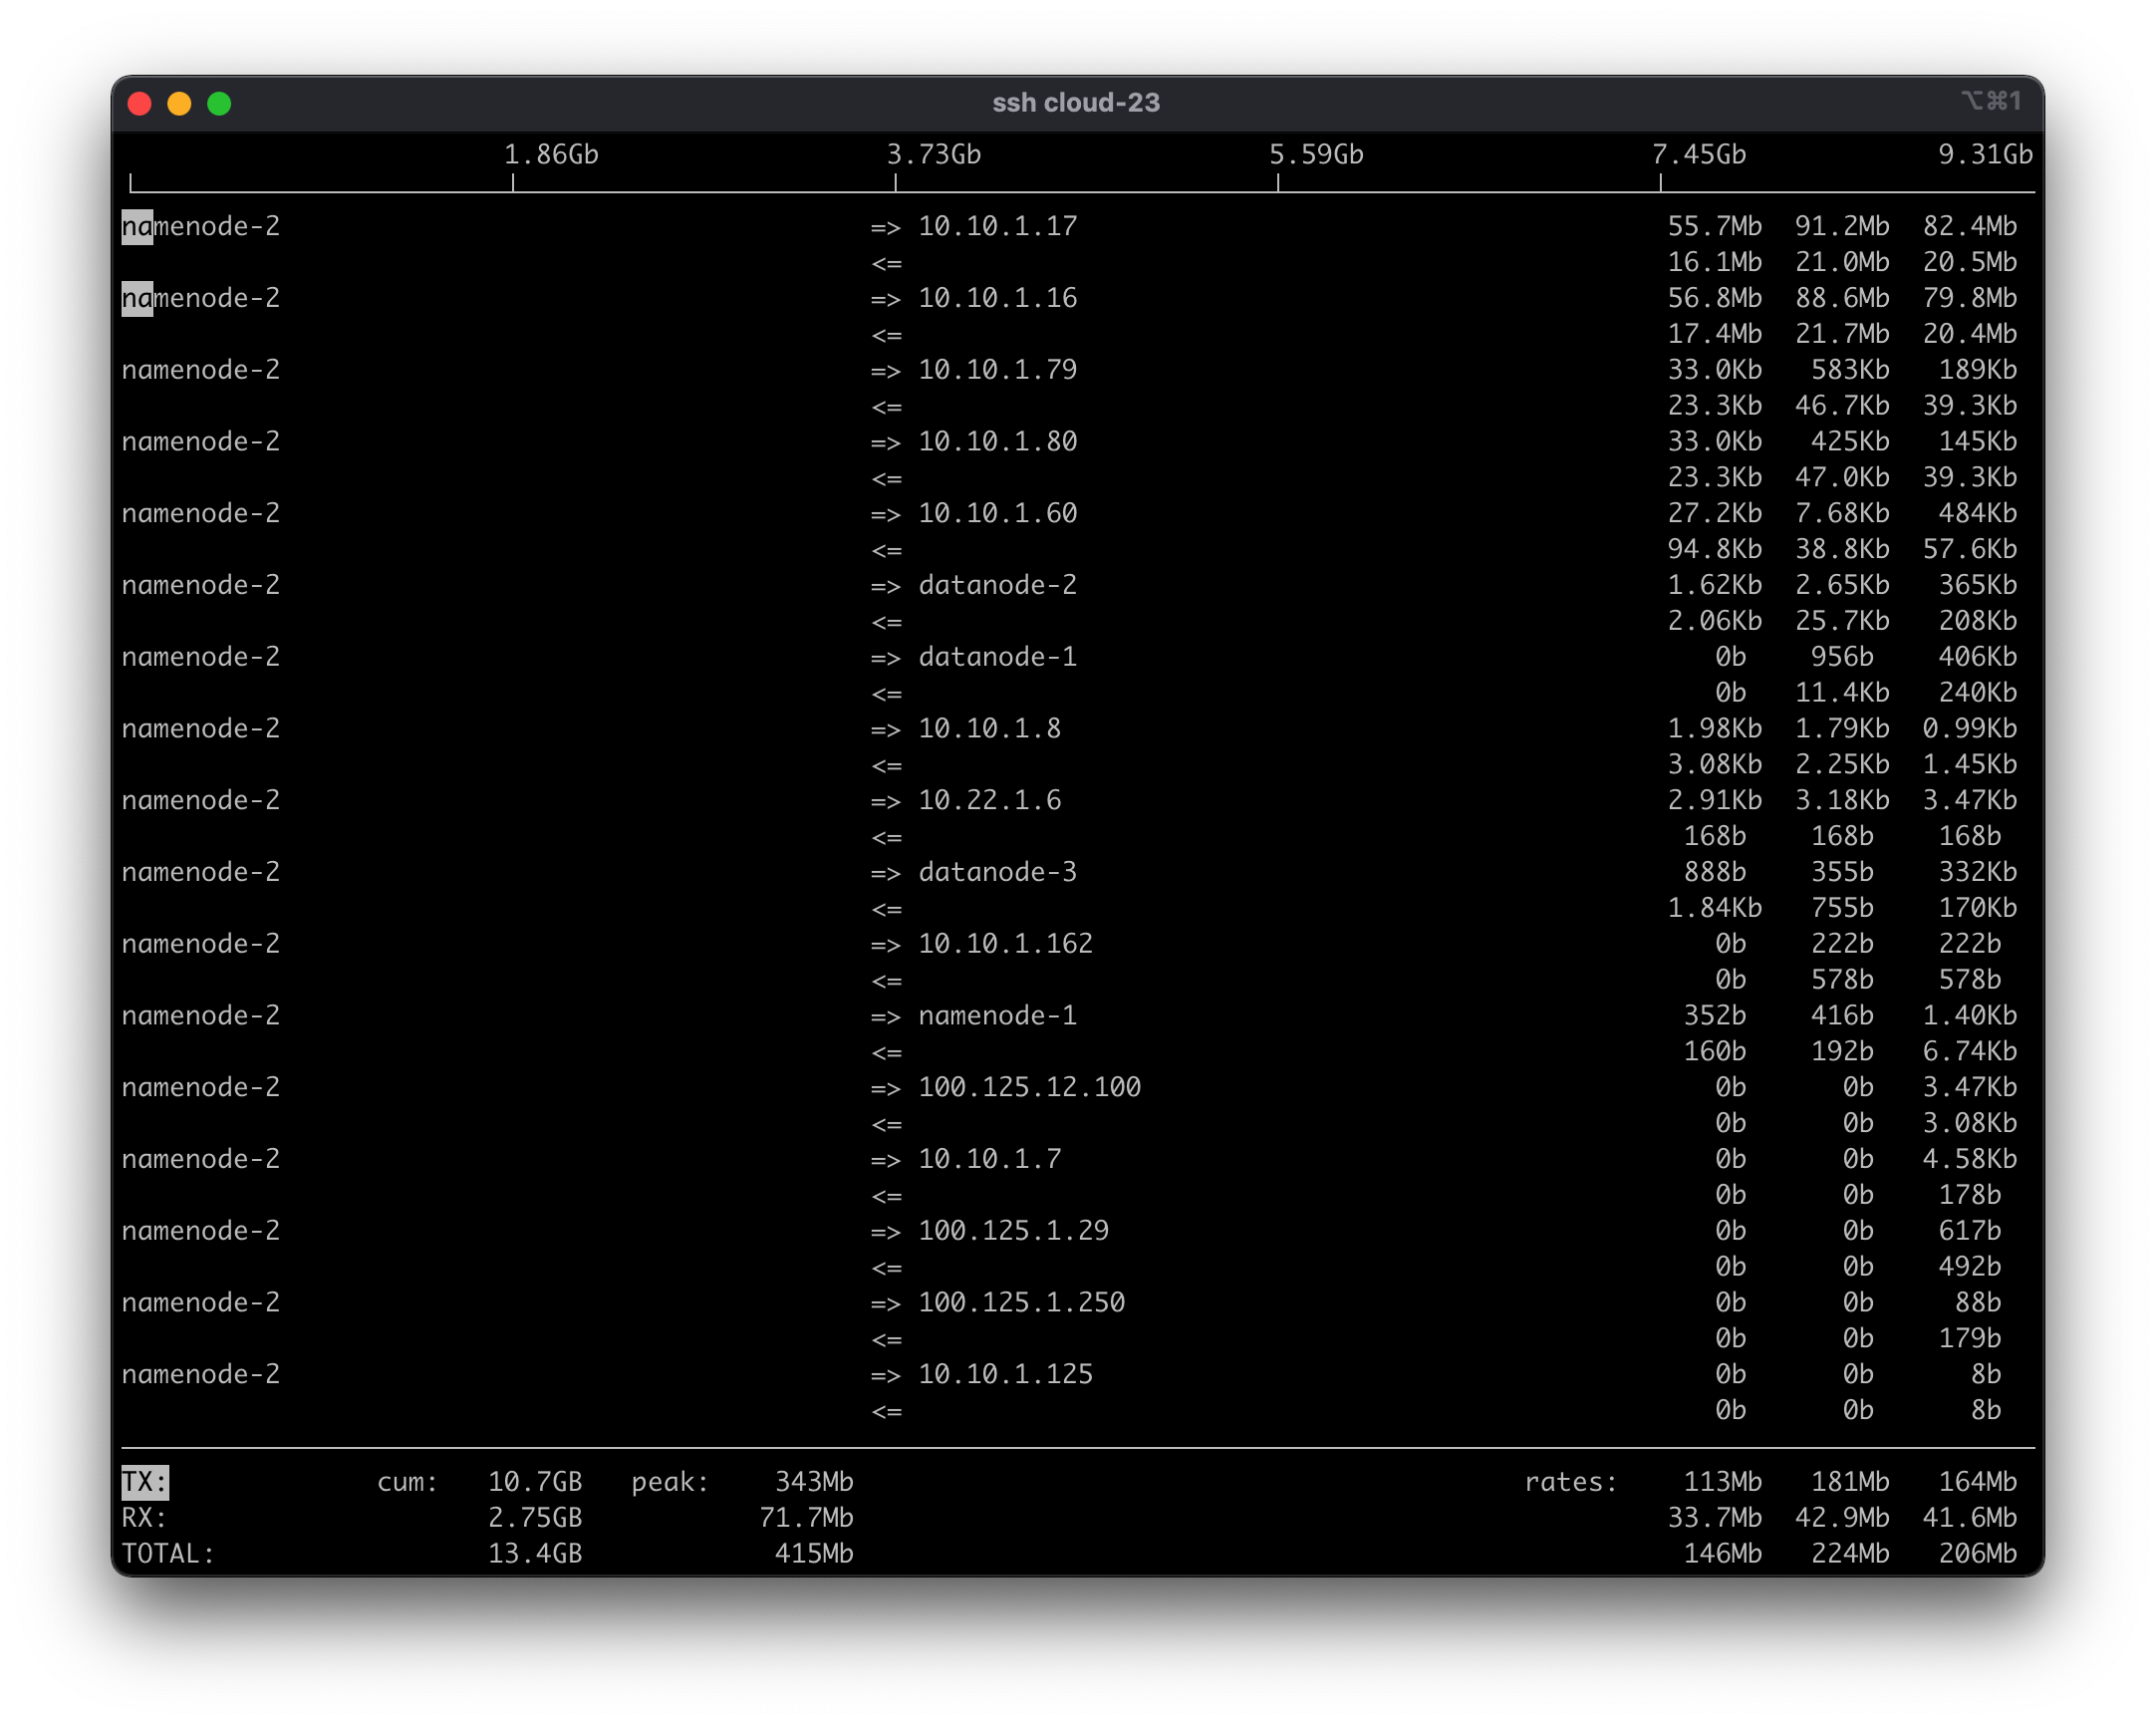 ssh cloud-23 ⌥⌘1
1.86Gb 3.73Gb 5.59Gb 7.45Gb 9.31Gb
namenode-2 => 10.10.1.17 55.7Mb 91.2Mb 82.4Mb
<= 16.1Mb 21.0Mb 20.5Mb
namenode-2 => 10.10.1.16 56.8Mb 88.6Mb 79.8Mb
<= 17.4Mb 21.7Mb 20.4Mb
namenode-2 => 10.10.1.79 33.0Kb 583Kb 189Kb
<= 23.3Kb 46.7Kb 39.3Kb
namenode-2 => 10.10.1.80 33.0Kb 425Kb 145Kb
<= 23.3Kb 47.0Kb 39.3Kb
namenode-2 => 10.10.1.60 27.2Kb 7.68Kb 484Kb
<= 94.8Kb 38.8Kb 57.6Kb
namenode-2 => datanode-2 1.62Kb 2.65Kb 365Kb
<= 2.06Kb 25.7Kb 208Kb
namenode-2 => datanode-1 0b 956b 406Kb
<= 0b 11.4Kb 240Kb
namenode-2 => 10.10.1.8 1.98Kb 1.79Kb 0.99Kb
<= 3.08Kb 2.25Kb 1.45Kb
namenode-2 => 10.22.1.6 2.91Kb 3.18Kb 3.47Kb
<= 168b 168b 168b
namenode-2 => datanode-3 888b 355b 332Kb
<= 1.84Kb 755b 170Kb
namenode-2 => 10.10.1.162 0b 222b 222b
<= 0b 578b 578b
namenode-2 => namenode-1 352b 416b 1.40Kb
<= 160b 192b 6.74Kb
namenode-2 => 100.125.12.100 0b 0b 3.47Kb
<= 0b 0b 3.08Kb
namenode-2 => 10.10.1.7 0b 0b 4.58Kb
<= 0b 0b 178b
namenode-2 => 100.125.1.29 0b 0b 617b
<= 0b 0b 492b
namenode-2 => 100.125.1.250 0b 0b 88b
<= 0b 0b 179b
namenode-2 => 10.10.1.125 0b 0b 8b
<= 0b 0b 8b
TX: cum: 10.7GB peak: 343Mb rates: 113Mb 181Mb 164Mb
RX: 2.75GB 71.7Mb 33.7Mb 42.9Mb 41.6Mb
TOTAL: 13.4GB 415Mb 146Mb 224Mb 206Mb